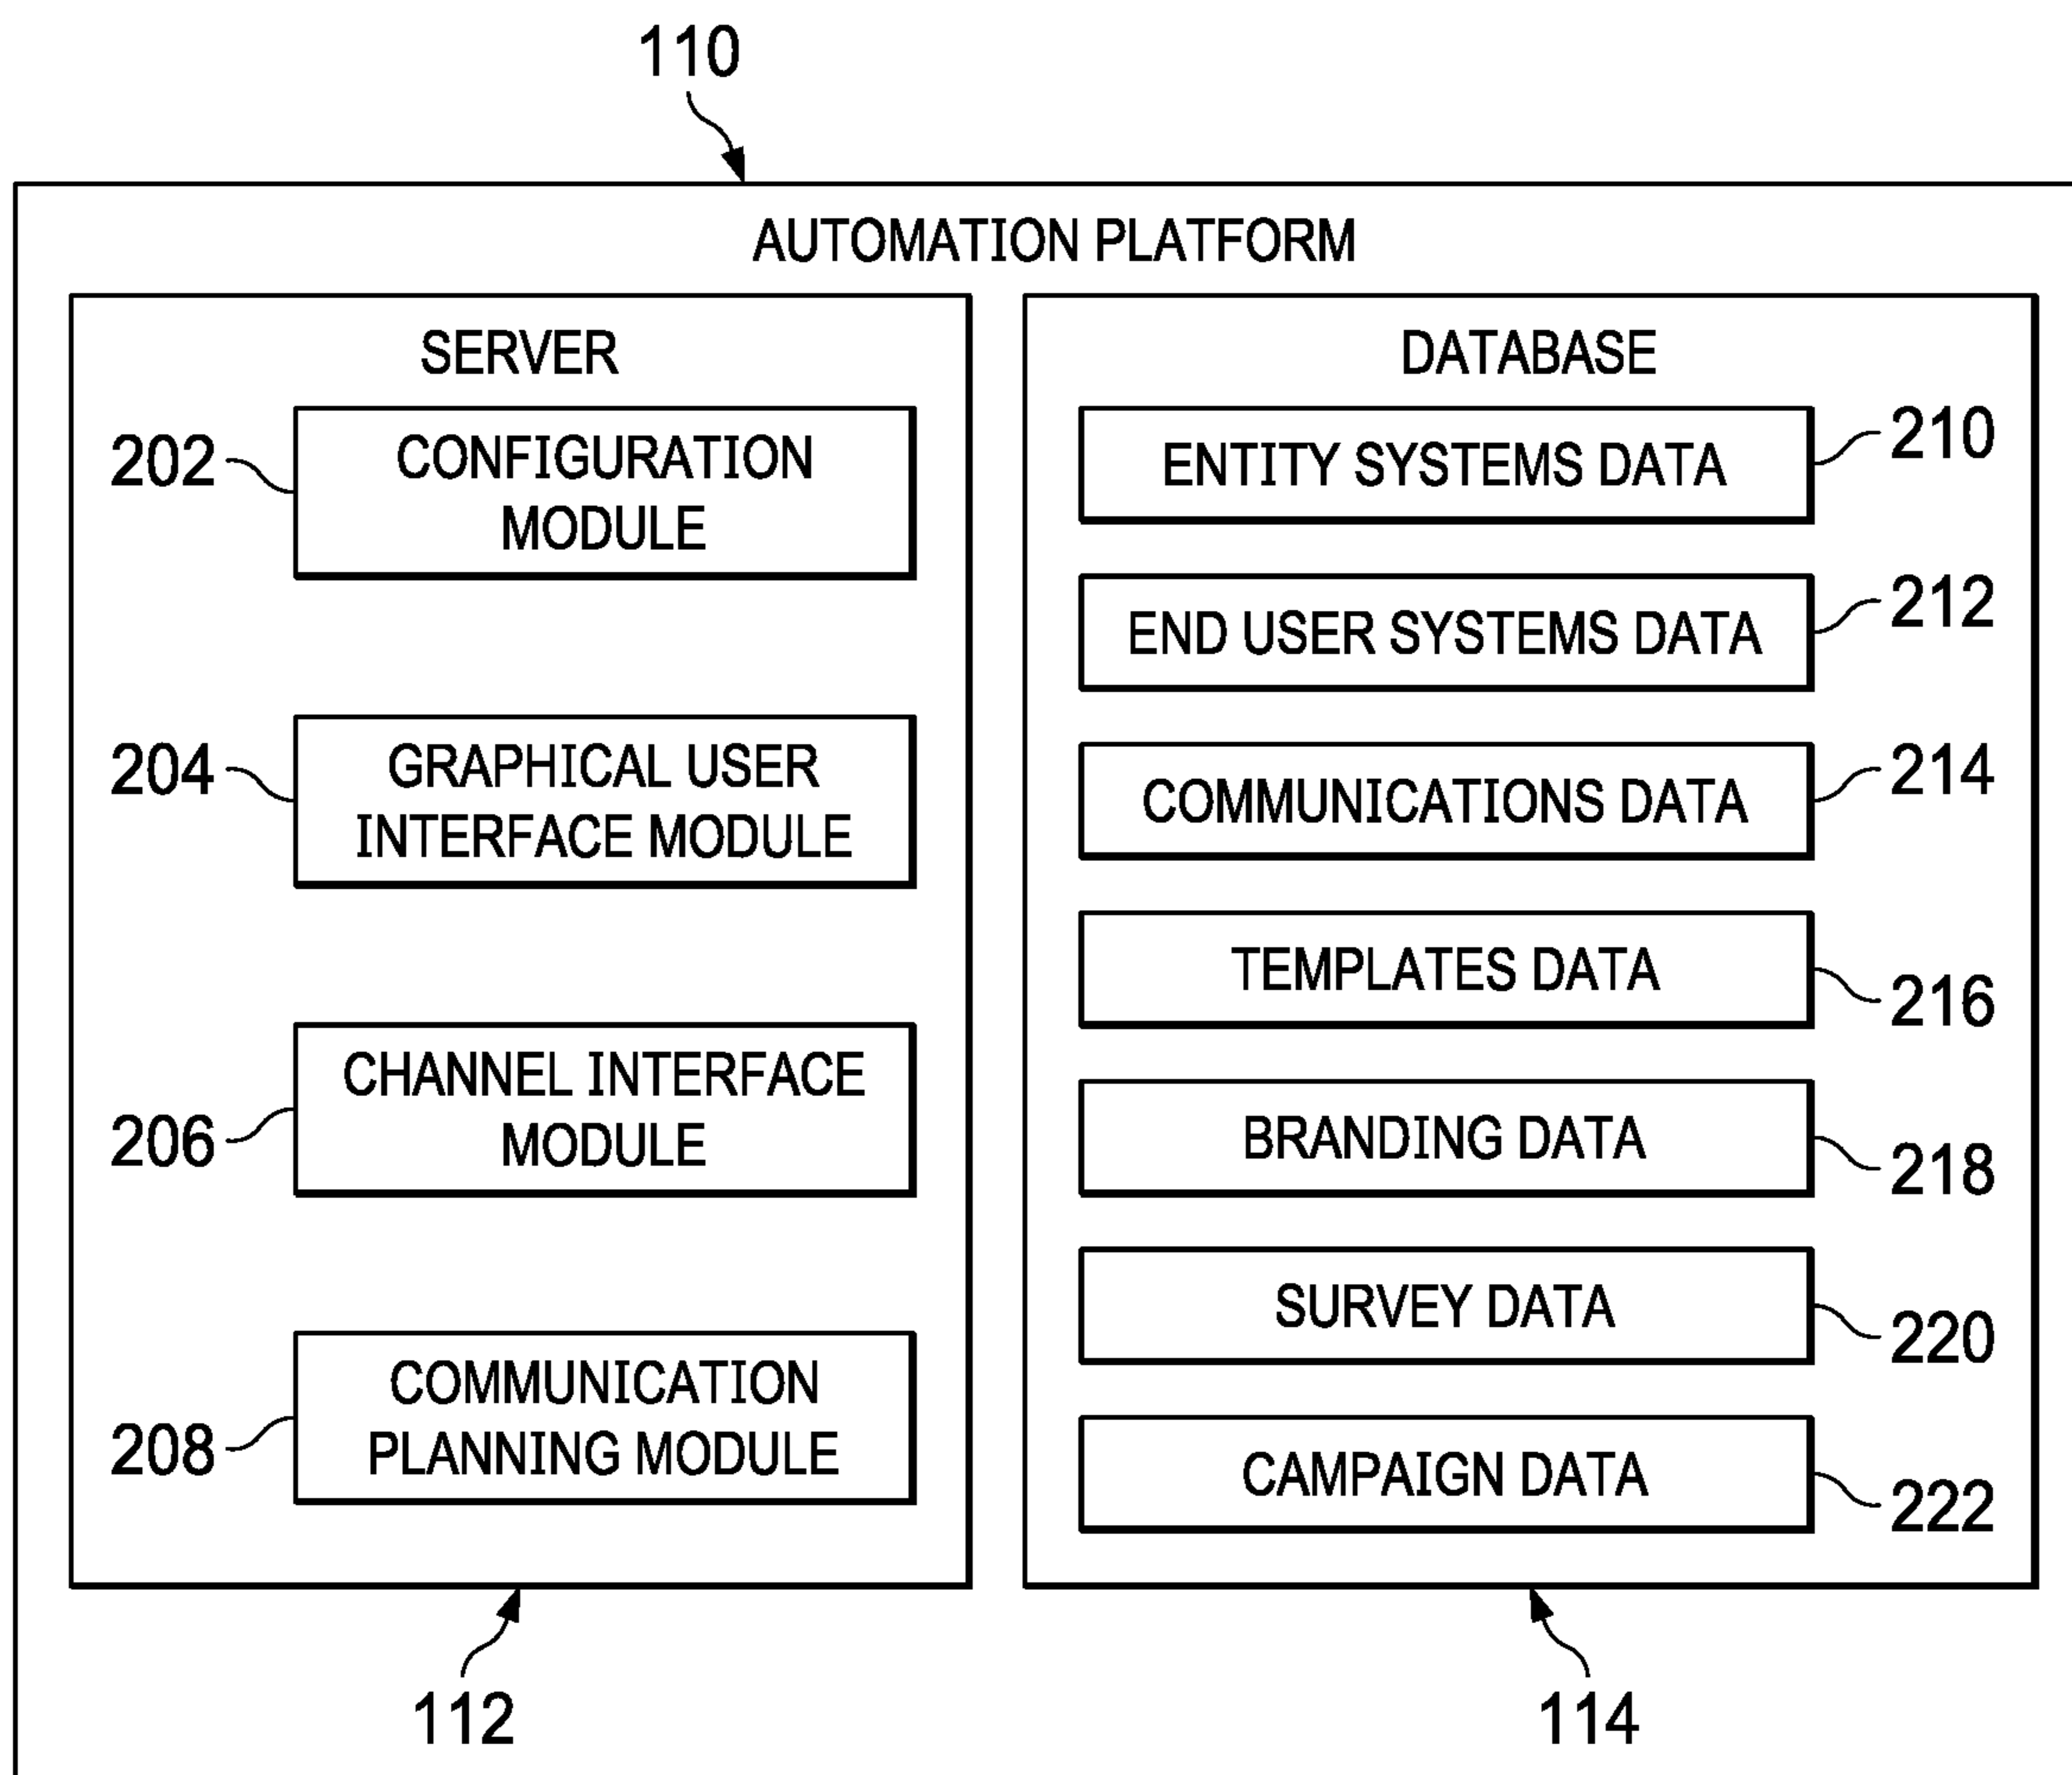 110
AUTOMATION PLATFORM
SERVER
202
CONFIGURATION
MODULE
204
GRAPHICAL USER
INTERFACE MODULE
206
CHANNEL INTERFACE
MODULE
208
COMMUNICATION
PLANNING MODULE
112
DATABASE
ENTITY SYSTEMS DATA
210
END USER SYSTEMS DATA
212
COMMUNICATIONS DATA
214
TEMPLATES DATA
216
BRANDING DATA
218
SURVEY DATA
220
CAMPAIGN DATA
222
114